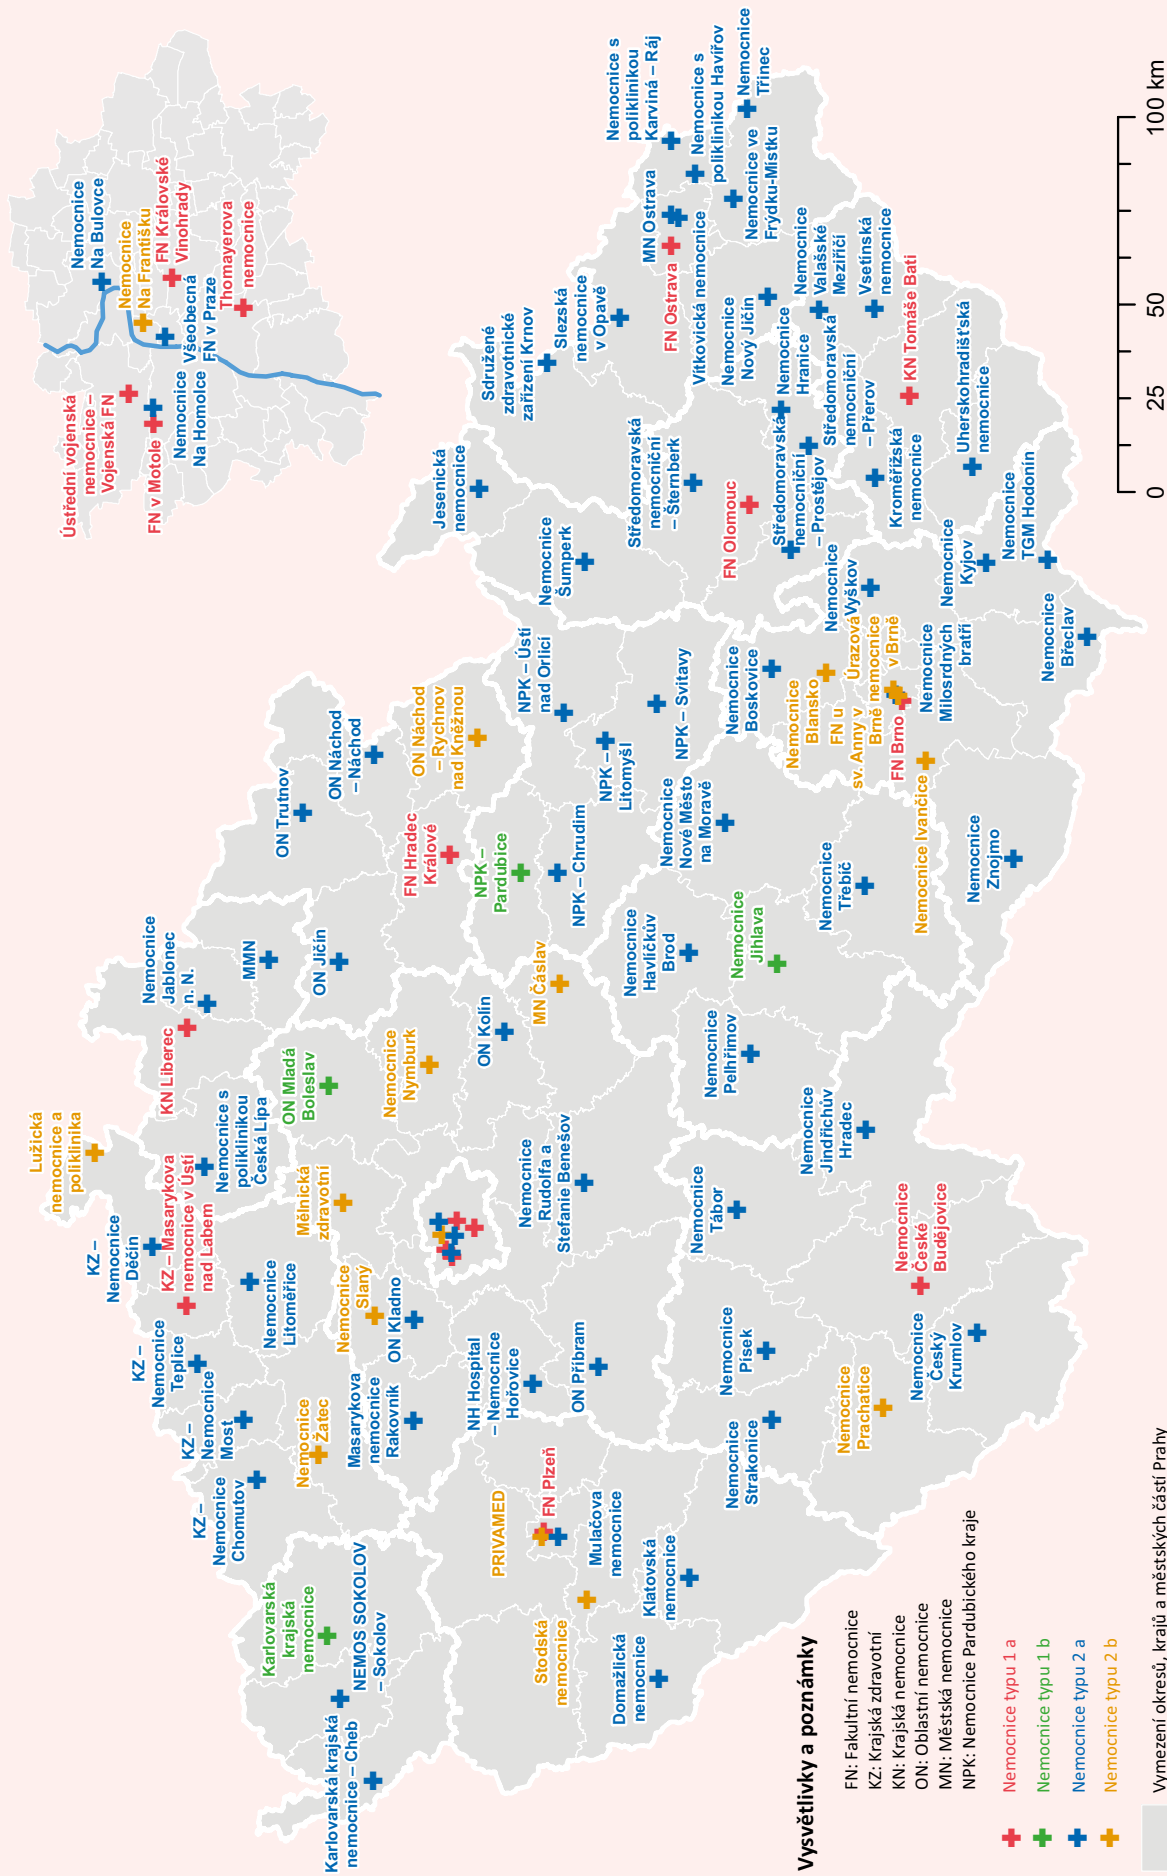 Ústřední vojenská
nemocnice –
Vojenská FN
FN v Motole
Nemocnice
Na Homolce
Nemocnice
Na Bulovce
Nemocnice
Na Františku
FN Královské
Vinohrady
Všeobecná
FN v Praze
Thomayerova
nemocnice
Lužická
nemocnice a
poliklinika
KZ –
Nemocnice
Děčín
KZ – Masarykova
nemocnice v Ústí
nad Labem
KZ –
Nemocnice
Teplice
KZ –
Nemocnice
Most
KZ –
Nemocnice
Chomutov
Nemocnice s
poliklinikou
Česká Lípa
KN Liberec
Nemocnice
Jablonec
n. N.
MMN
ON Jičín
ON Trutnov
ON Náchod
– Náchod
ON Náchod
– Rychnov
nad Kněžnou
FN Hradec
Králové
Nemocnice
Litoměřice
Nemocnice
Žatec
Karlovarská
krajská
nemocnice
NEMOS SOKOLOV
– Sokolov
Karlovarská krajská
nemocnice – Cheb
Mělnická
zdravotní
ON Mladá
Boleslav
Nemocnice
Nymburk
Nemocnice
Slaný
ON Kladno
Masarykova
nemocnice
Rakovník
NH Hospital
– Nemocnice
Hořovice
ON Příbram
Nemocnice
Rudolfa a
Stefanie Benešov
ON Kolín
MN Čáslav
NPK –
Pardubice
NPK – Chrudim
NPK – Ústí
nad Orlicí
NPK –
Litomyšl
NPK – Svitavy
Jesenická
nemocnice
Nemocnice
Šumperk
Středomoravská
nemocniční
– Šternberk
FN Olomouc
Středomoravská
nemocniční
– Prostějov
Středomoravská
nemocniční
– Přerov
Nemocnice
Hranice
Sdružené
zdravotnické
zařízení Krnov
Slezská
nemocnice
v Opavě
FN Ostrava
MN Ostrava
Vítkovická nemocnice
Nemocnice s
poliklinikou
Karviná – Ráj
Nemocnice s
poliklinikou Havířov
Nemocnice
Třinec
Nemocnice ve
Frýdku-Místku
Nemocnice
Nový Jičín
Nemocnice
Valašské
Meziříčí
Vsetínská
nemocnice
KN Tomáše Bati
Kroměřížská
nemocnice
Uherskohradišťská
nemocnice
PRIVAMED
FN Plzeň
Mulačova
nemocnice
Stodská
nemocnice
Domažlická
nemocnice
Klatovská
nemocnice
Nemocnice
Strakonice
Nemocnice
Písek
Nemocnice
Tábor
Nemocnice
Prachatice
Nemocnice
Český
Krumlov
Nemocnice
České
Budějovice
Nemocnice
Jindřichův
Hradec
Nemocnice
Pelhřimov
Nemocnice
Havlíčkův
Brod
Nemocnice
Jihlava
Nemocnice
Nové Město
na Moravě
Nemocnice
Třebíč
Nemocnice
Boskovice
Nemocnice
Blansko
FN u
sv. Anny v
Brně
Úrazová
nemocnice
v Brně
FN Brno
Nemocnice
Milosrdných
bratří
Nemocnice
Vyškov
Nemocnice Ivančice
Nemocnice
Znojmo
Nemocnice
Břeclav
Nemocnice
Kyjov
Nemocnice
TGM Hodonín
Vysvětlivky a poznámky
FN: Fakultní nemocnice
KZ: Krajská zdravotní
KN: Krajská nemocnice
ON: Oblastní nemocnice
MN: Městská nemocnice
NPK: Nemocnice Pardubického kraje
Nemocnice typu 1 a
Nemocnice typu 1 b
Nemocnice typu 2 a
Nemocnice typu 2 b
Vymezení okresů, krajů a městských částí Prahy
0 25 50 100 km